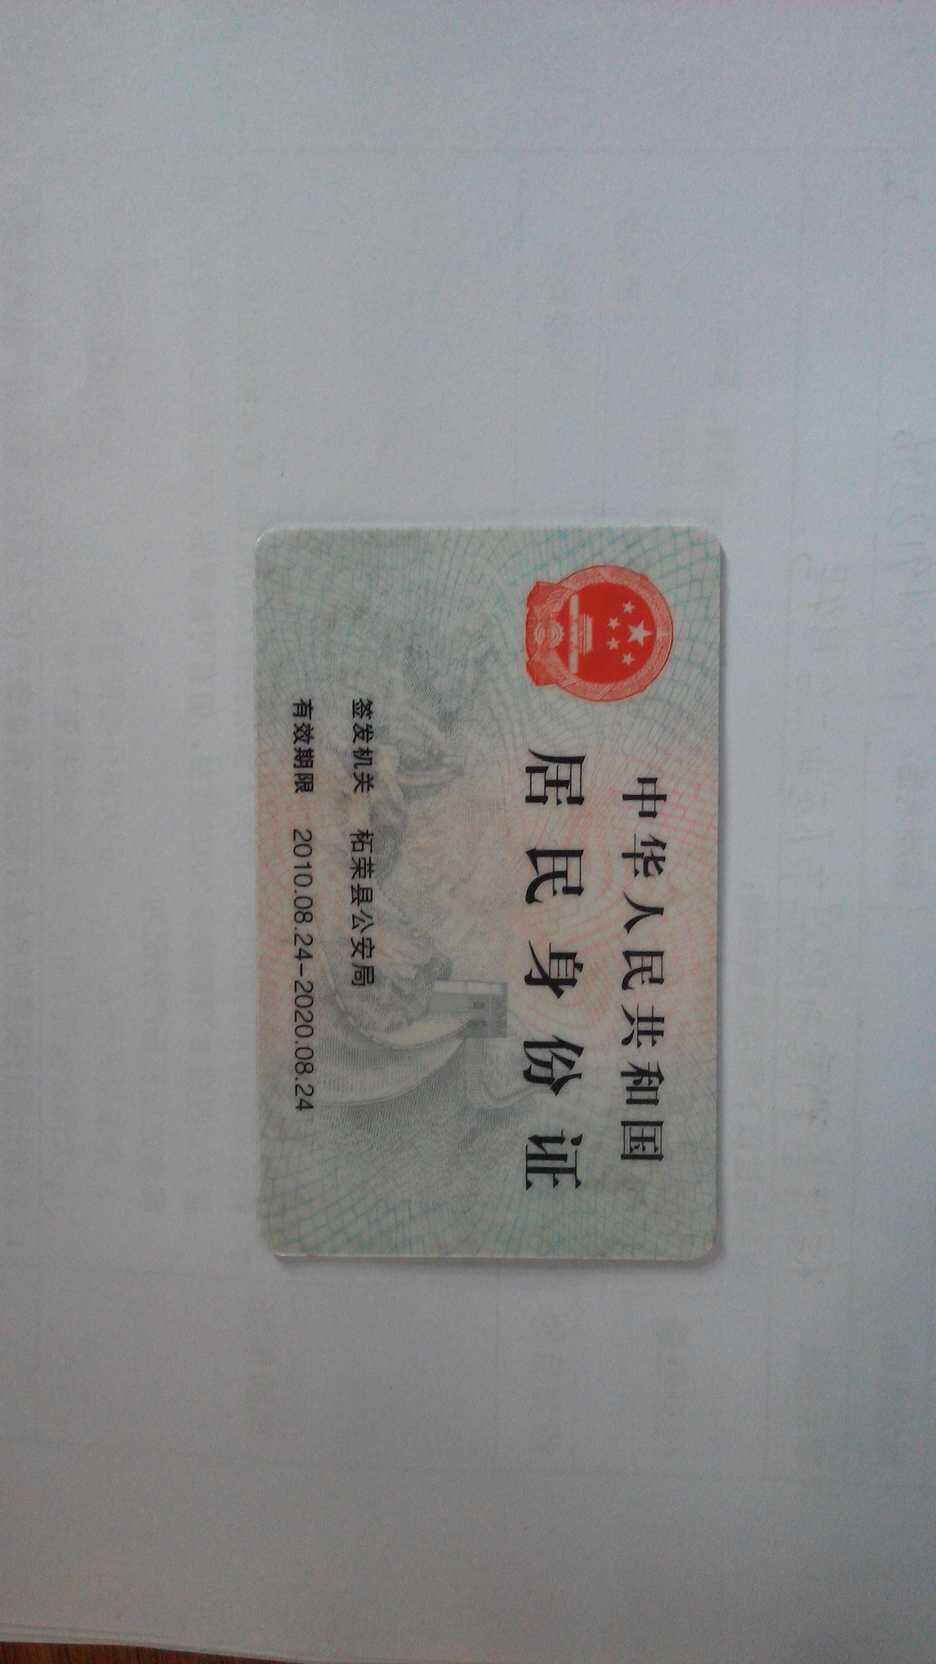 中华人民共和国
居民身份证
签发机关 柘荣县公安局
有效期限 2010.08.24-2020.08.24